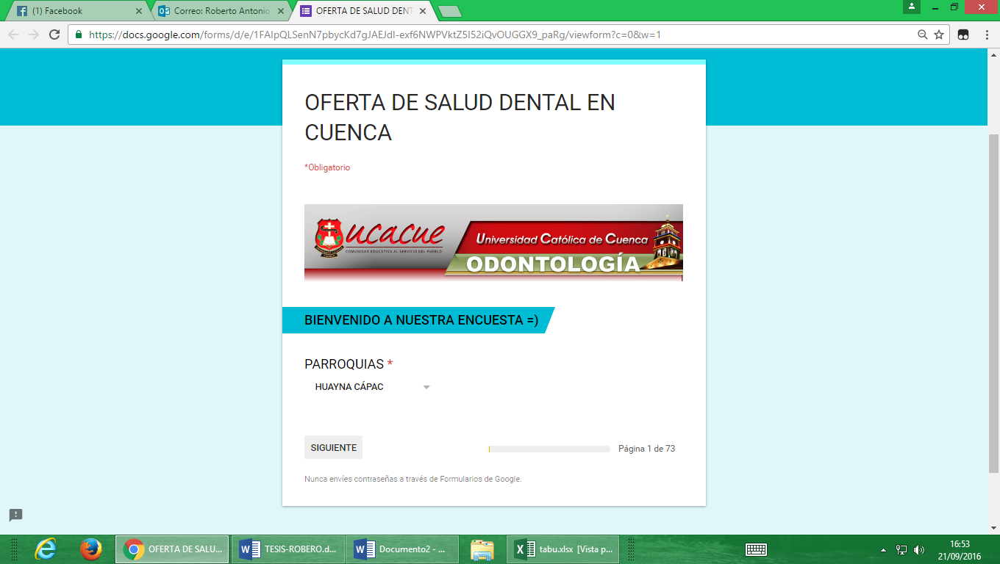 (1) Facebook
Correo: Roberto Antonio
OFERTA DE SALUD DENT
https://docs.google.com/forms/d/e/1FAIpQLSenN7pbycKd7gJAEJdI-exf6NWPVktZ5I52iQvOUGGX9_paRg/viewform?c=0&w=1
OFERTA DE SALUD DENTAL EN
CUENCA
*Obligatorio
ucacue
COMUNIDAD EDUCATIVA AL SERVICIO DEL PUEBLO
Universidad Católica de Cuenca
ODONTOLOGÍA
BIENVENIDO A NUESTRA ENCUESTA =)
PARROQUIAS *
HUAYNA CÁPAC
SIGUIENTE
Página 1 de 73
Nunca envíes contraseñas a través de Formularios de Google.
OFERTA DE SALU...
TESIS-ROBERO.d...
Documento2 - ...
tabu.xlsx [Vista p...
16:53
21/09/2016